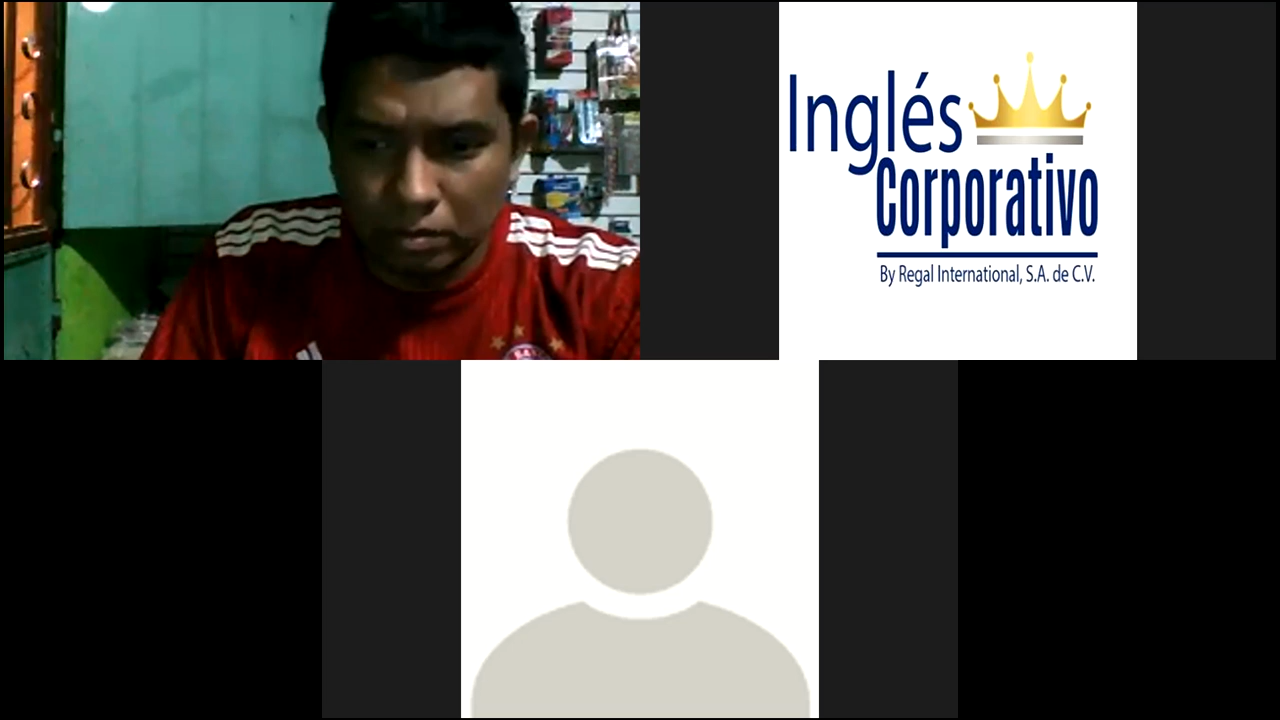 Inglés
Corporativo
By Regal International, S.A. de C.V.